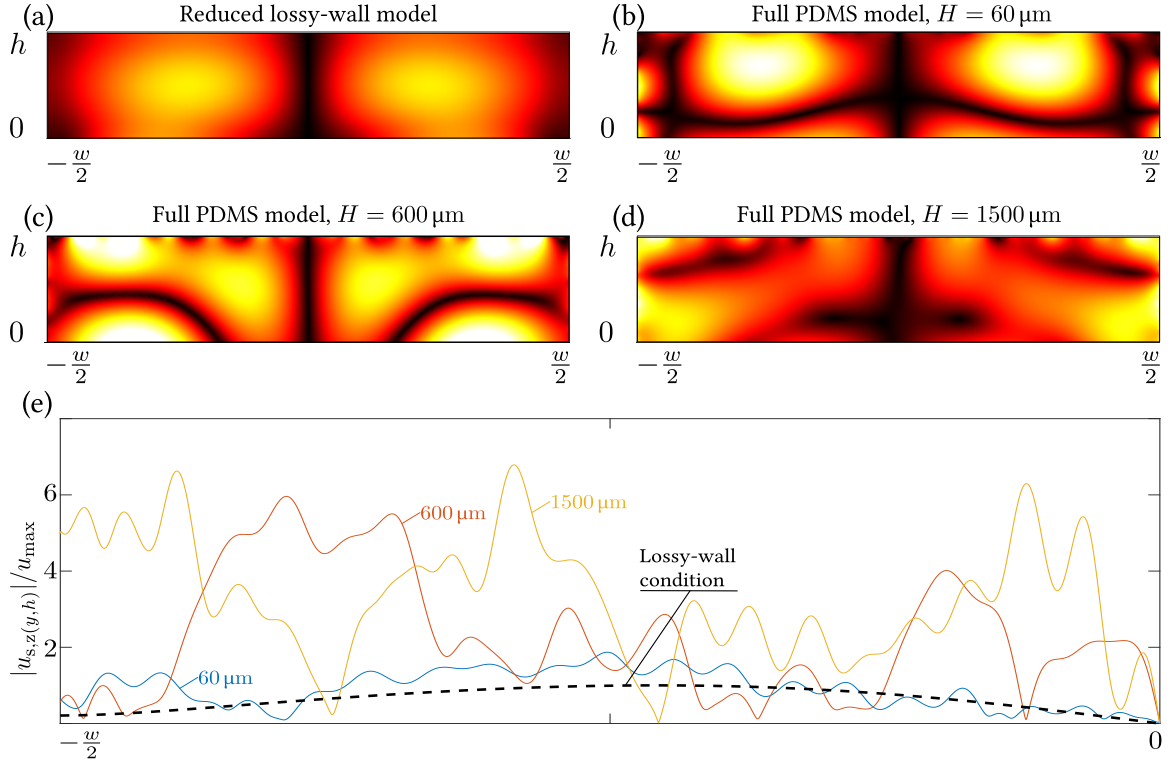 (a)
Reduced lossy-wall model
h
0
−w/2
w/2
(b)
Full PDMS model, H = 60 μm
h
0
−w/2
w/2
(c)
Full PDMS model, H = 600 μm
h
0
−w/2
w/2
(d)
Full PDMS model, H = 1500 μm
h
0
−w/2
w/2
(e)
|u_{s,z(y,h)}|/u_max
6
4
2
600 μm
1500 μm
Lossy-wall
condition
60 μm
−w/2
0